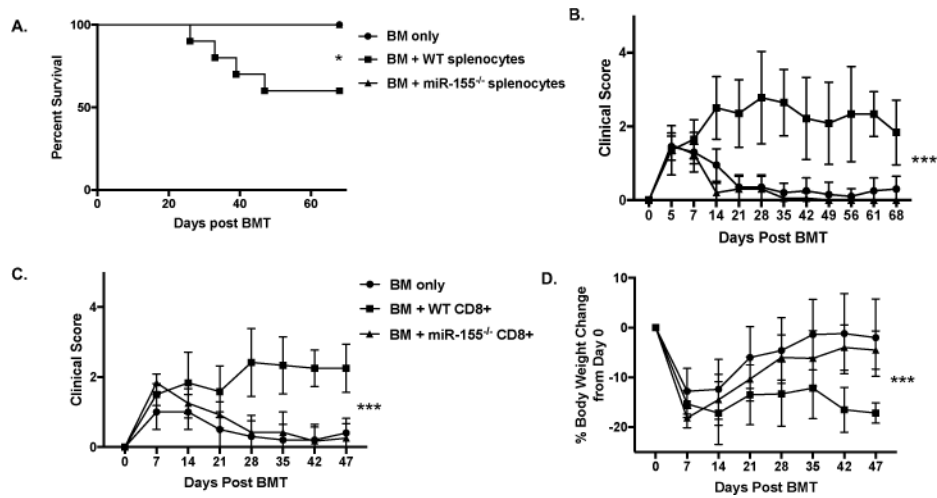 A.
Percent Survival
100
50
0
0 20 40 60
Days post BMT
BM only
* BM + WT splenocytes
BM + miR-155-/- splenocytes
B.
Clinical Score
4
2
0
0 5 7 14 21 28 35 42 49 56 61 68
Days Post BMT
***
C.
Clinical Score
4
2
0
0 7 14 21 28 35 42 47
Days Post BMT
***
BM only
BM + WT CD8+
BM + miR-155-/- CD8+
D.
% Body Weight Change
from Day 0
10
0
-10
-20
0 7 14 21 28 35 42 47
Days Post BMT
***